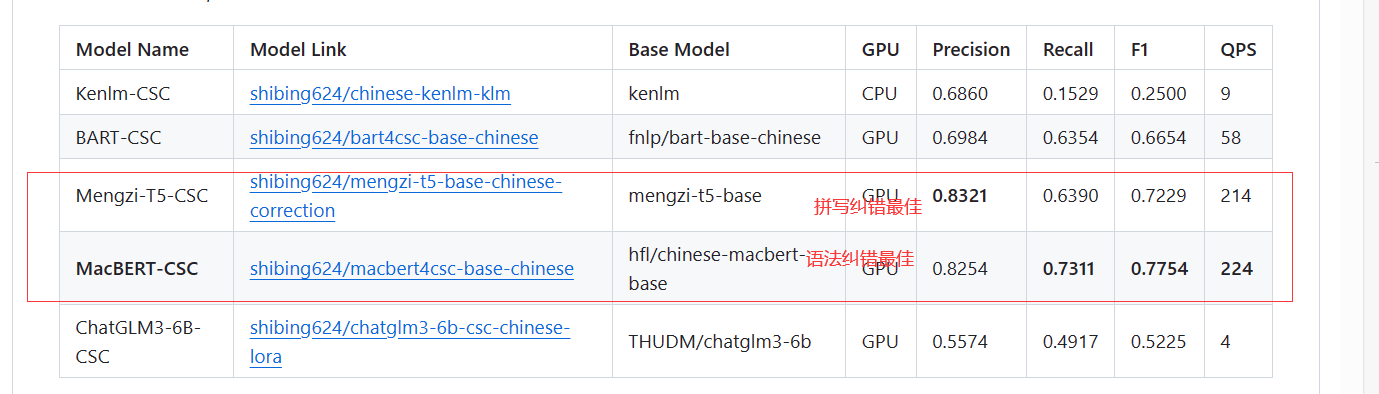 Model Name Model Link Base Model GPU Precision Recall F1 QPS
Kenlm-CSC shibing624/chinese-kenlm-klm kenlm CPU 0.6860 0.1529 0.2500 9
BART-CSC shibing624/bart4csc-base-chinese fnlp/bart-base-chinese GPU 0.6984 0.6354 0.6654 58
Mengzi-T5-CSC shibing624/mengzi-t5-base-chinese-
correction mengzi-t5-base GPU 0.8321 0.6390 0.7229 214
拼写纠错最佳
MacBERT-CSC shibing624/macbert4csc-base-chinese hfl/chinese-macbert-
base GPU 0.8254 0.7311 0.7754 224
语法纠错最佳
ChatGLM3-6B-
CSC shibing624/chatglm3-6b-csc-chinese-
lora THUDM/chatglm3-6b GPU 0.5574 0.4917 0.5225 4